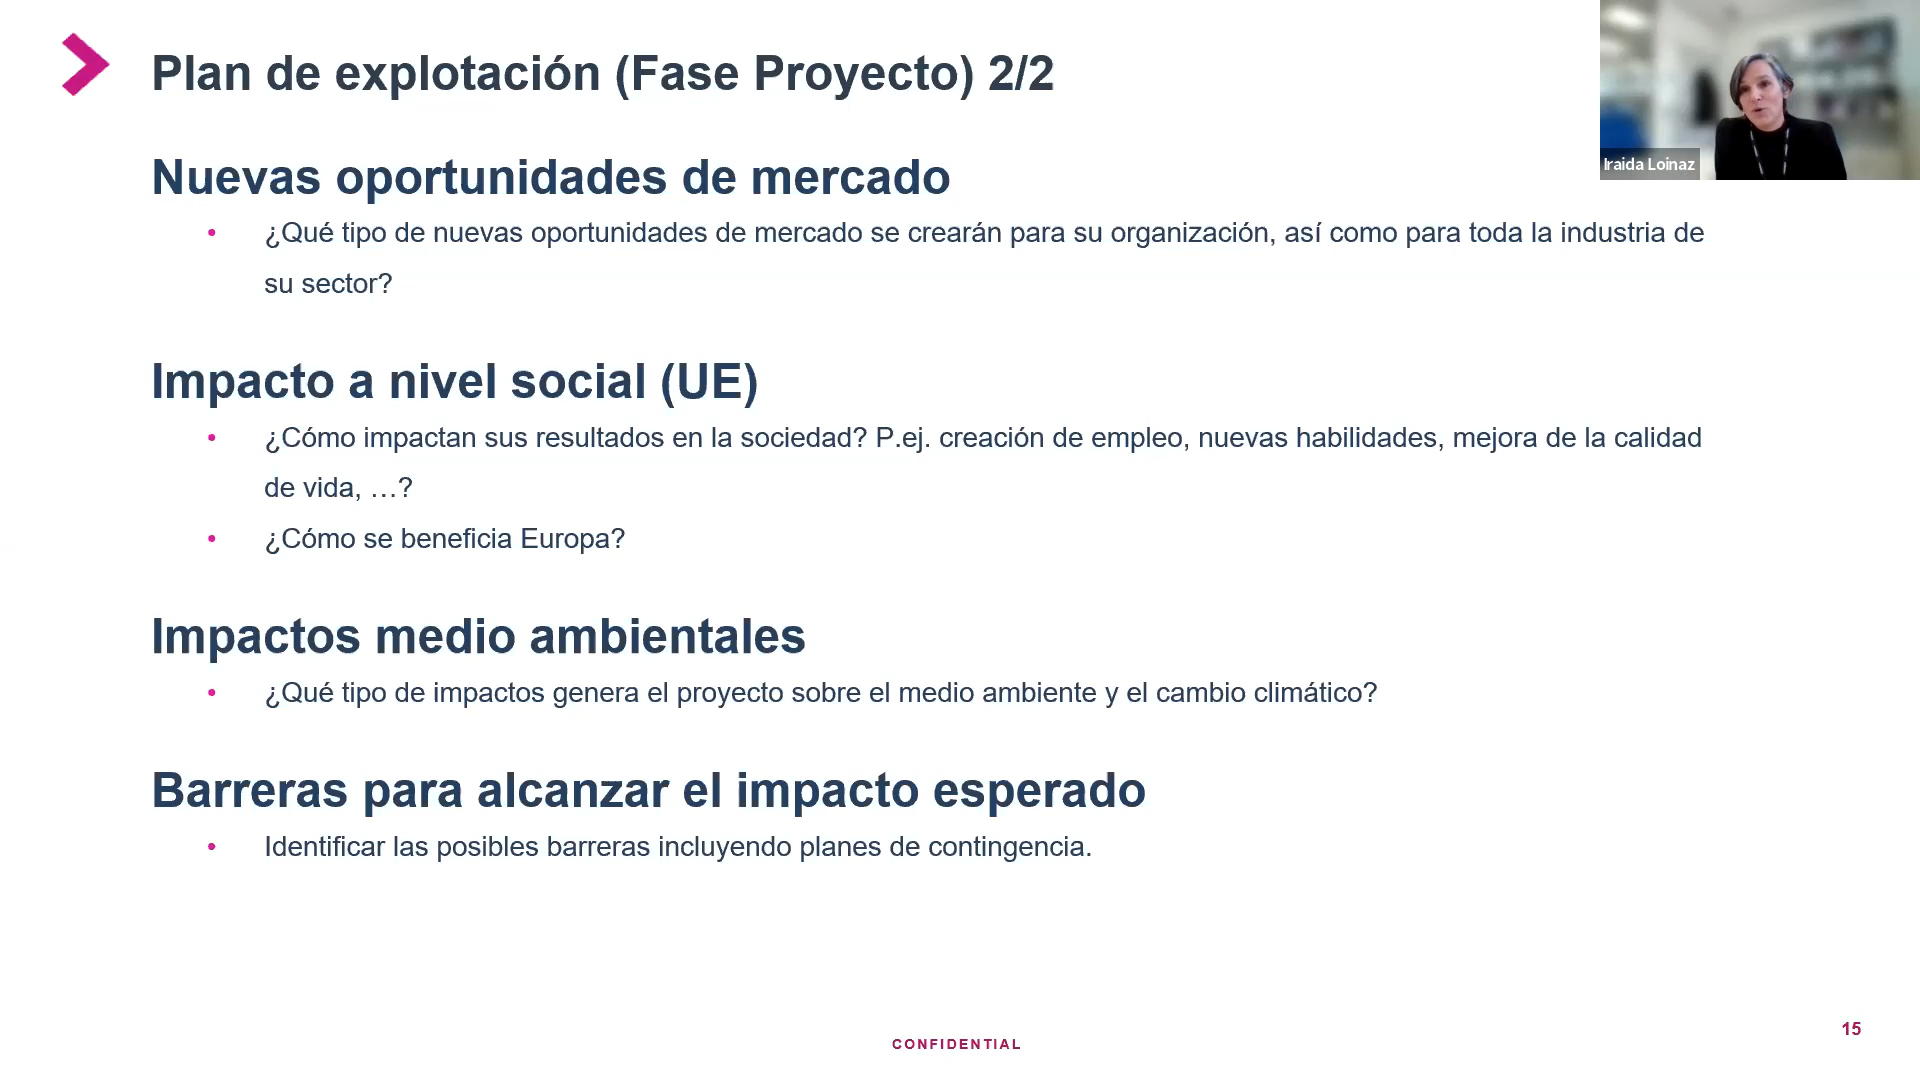 Plan de explotación (Fase Proyecto) 2/2
Iraida Loinaz
Nuevas oportunidades de mercado
• ¿Qué tipo de nuevas oportunidades de mercado se crearán para su organización, así como para toda la industria de
su sector?
Impacto a nivel social (UE)
• ¿Cómo impactan sus resultados en la sociedad? P.ej. creación de empleo, nuevas habilidades, mejora de la calidad
de vida, …?
• ¿Cómo se beneficia Europa?
Impactos medio ambientales
• ¿Qué tipo de impactos genera el proyecto sobre el medio ambiente y el cambio climático?
Barreras para alcanzar el impacto esperado
• Identificar las posibles barreras incluyendo planes de contingencia.
15
CONFIDENTIAL